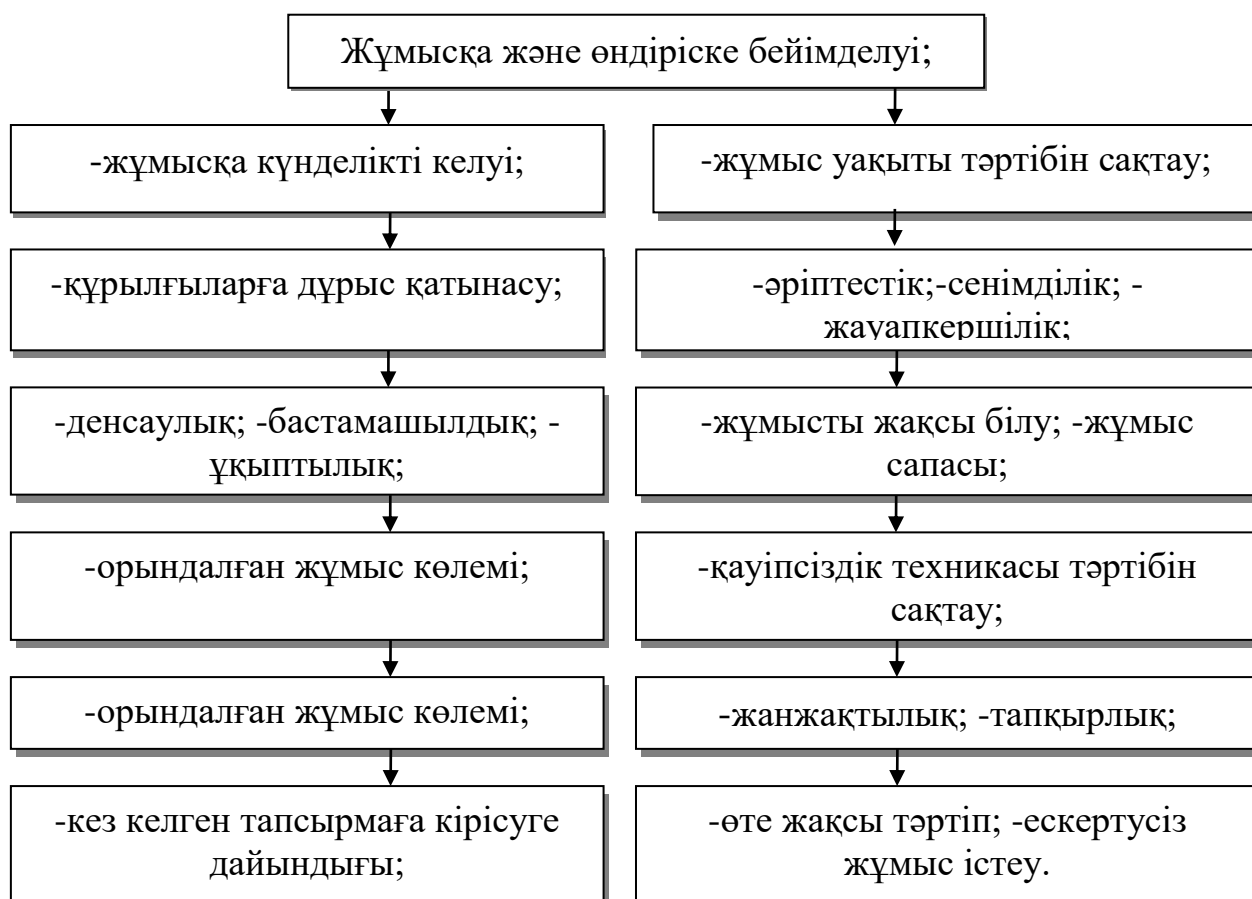 Жұмысқа және өндіріске бейімделуі;
-жұмысқа күнделікті келуі;
-жұмыс уақыты тәртібін сақтау;
-құрылғыларға дұрыс қатынасу;
-әріптестік;-сенімділік; -
жауапкершілік;
-денсаулық; -бастамашылдық; -
ұқыптылық;
-жұмысты жақсы білу; -жұмыс
сапасы;
-орындалған жұмыс көлемі;
-қауіпсіздік техникасы тәртібін
сақтау;
-орындалған жұмыс көлемі;
-жанжақтылық; -тапқырлық;
-кез келген тапсырмаға кірісуге
дайындығы;
-өте жақсы тәртіп; -ескертусіз
жұмыс істеу.